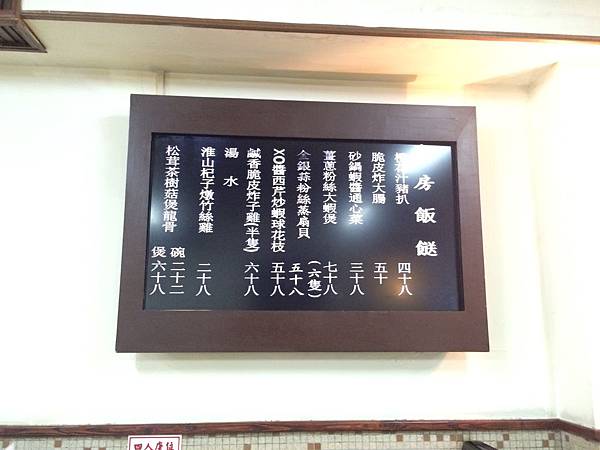 房飯餸
汁豬扒 四十八
脆皮炸大腸 五十
砂鍋蝦醬通心菜 三十八
薑蔥粉絲大蝦煲 七十八
金銀蒜粉絲蒸扇貝 (六隻) 五十八
XO醬西芹炒蝦球花枝 五十八
鹹香脆皮炸子雞(半隻) 六十八
湯水
淮山杞子燉竹絲雞 二十八
松茸茶樹菇煲龍骨 碗 二十二
煲 六十八
四人座位